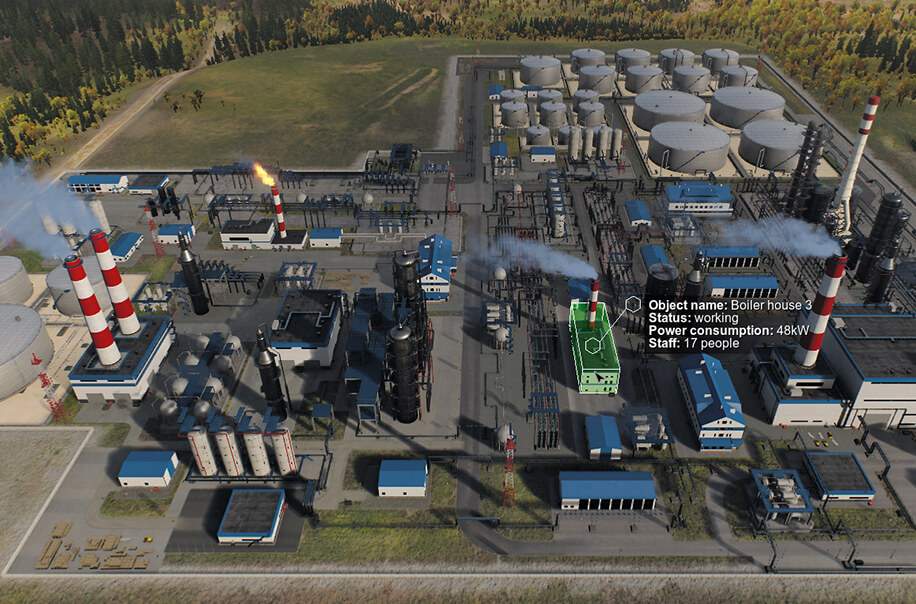 Object name: Boiler house 3
Status: working
Power consumption: 48kW
Staff: 17 people